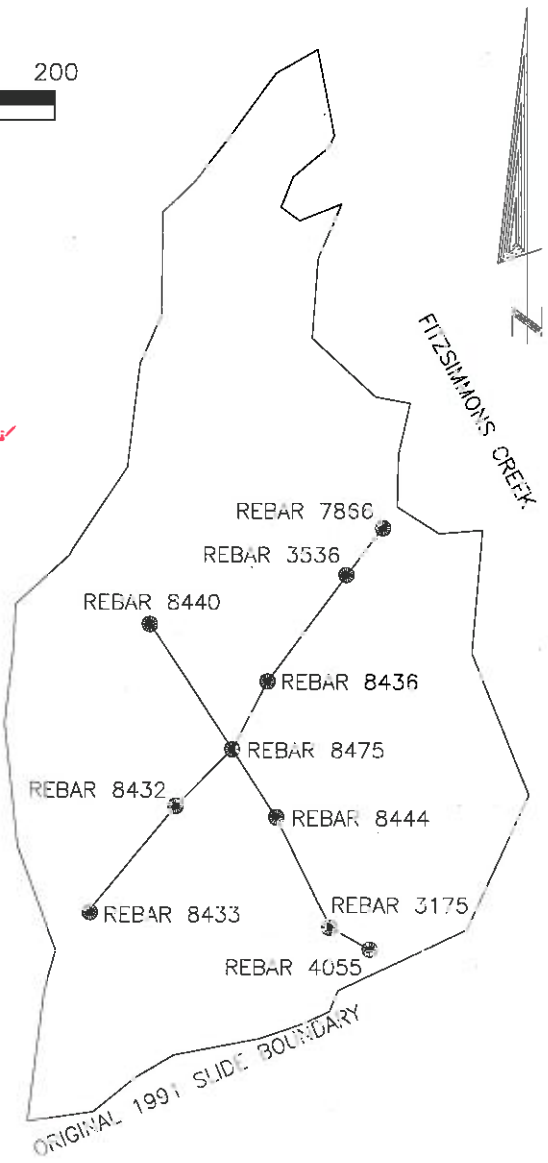 200
N
FITZSIMMONS CREEK
REBAR 7866
REBAR 3536
REBAR 8440
REBAR 8436
REBAR 8475
REBAR 8432
REBAR 8444
REBAR 8433
REBAR 3175
REBAR 4055
ORIGINAL 1991 SLIDE BOUNDARY